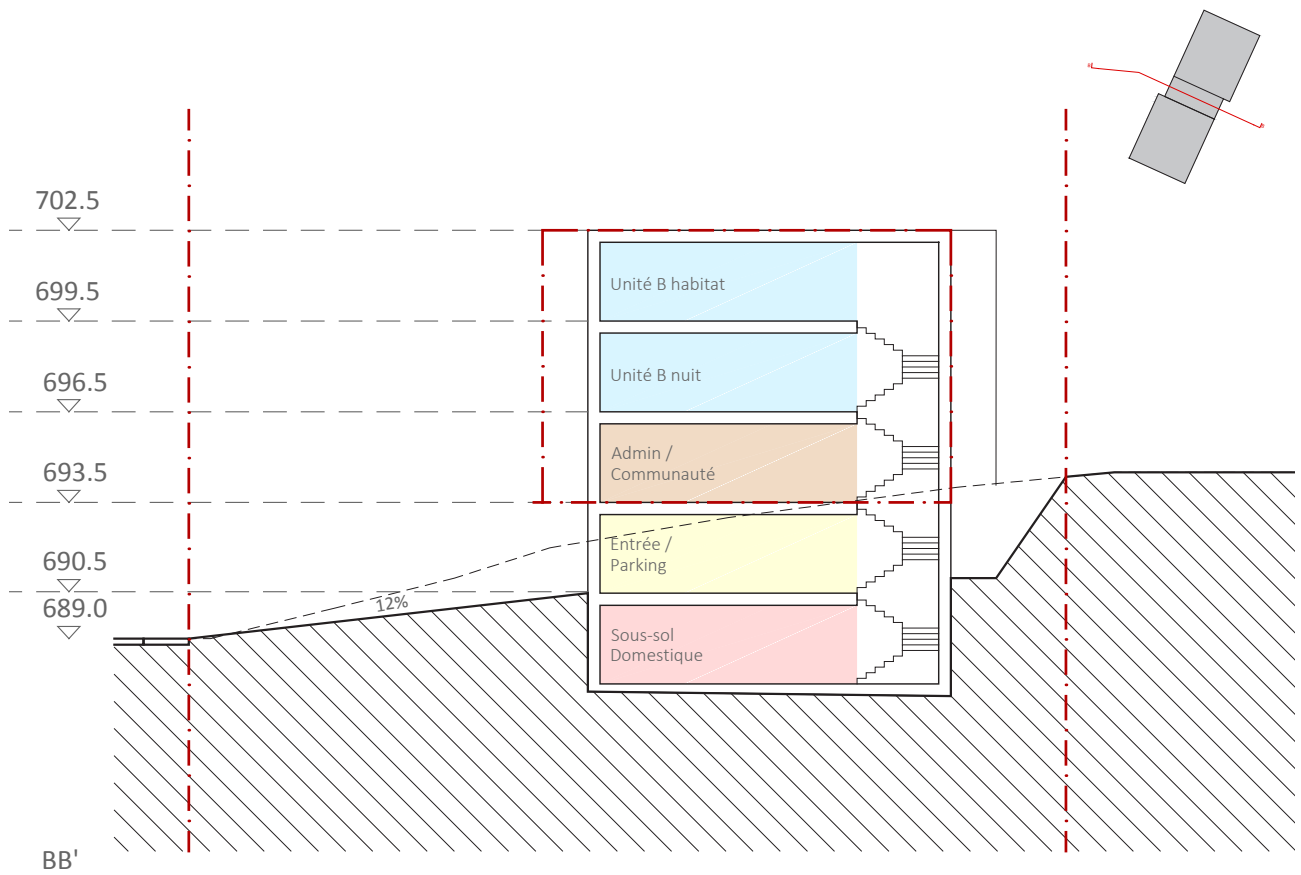 702.5
699.5
696.5
693.5
690.5
689.0
Unité B habitat
Unité B nuit
Admin /
Communauté
Entrée /
Parking
Sous-sol
Domestique
12%
BB'